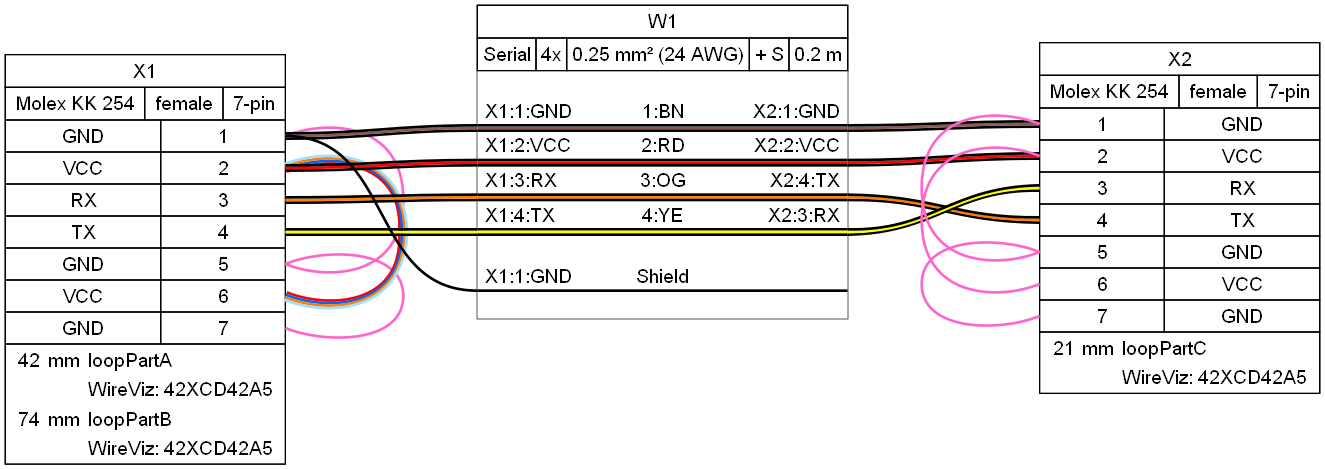 X1
Molex KK 254 female 7-pin
GND 1
VCC 2
RX 3
TX 4
GND 5
VCC 6
GND 7
42 mm loopPartA
WireViz: 42XCD42A5
74 mm loopPartB
WireViz: 42XCD42A5
W1
Serial 4x 0.25 mm² (24 AWG) + S 0.2 m
X1:1:GND 1:BN X2:1:GND
X1:2:VCC 2:RD X2:2:VCC
X1:3:RX 3:OG X2:4:TX
X1:4:TX 4:YE X2:3:RX
X1:1:GND Shield
X2
Molex KK 254 female 7-pin
1 GND
2 VCC
3 RX
4 TX
5 GND
6 VCC
7 GND
21 mm loopPartC
WireViz: 42XCD42A5